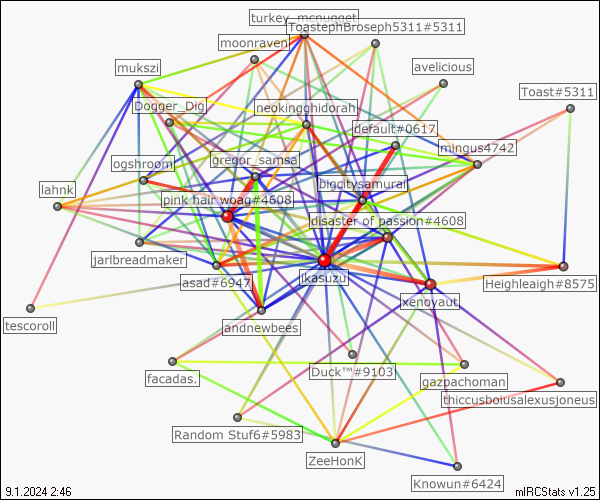 turkey_mcnugget
ToastephBroseph5311#5311
moonraven
mukszi
avelicious
Toast#5311
Dogger_Dig
neokingghidorah
default#0617
mingus4742
ogshroom
gregor_samsa
bigcitysamurai
lahnk
pink hair woag#4608
disaster of passion#4608
jarlbreadmaker
asad#6947
ikasuzu
Heighleaigh#8575
xenoyaut
tescoroll
andnewbees
facadas.
Duck™#9103
gazpachoman
thiccusbousalexusjoneus
Random Stuf6#5983
ZeeHonK
Knowun#6424
9.1.2024 2:46
mIRCStats v1.25